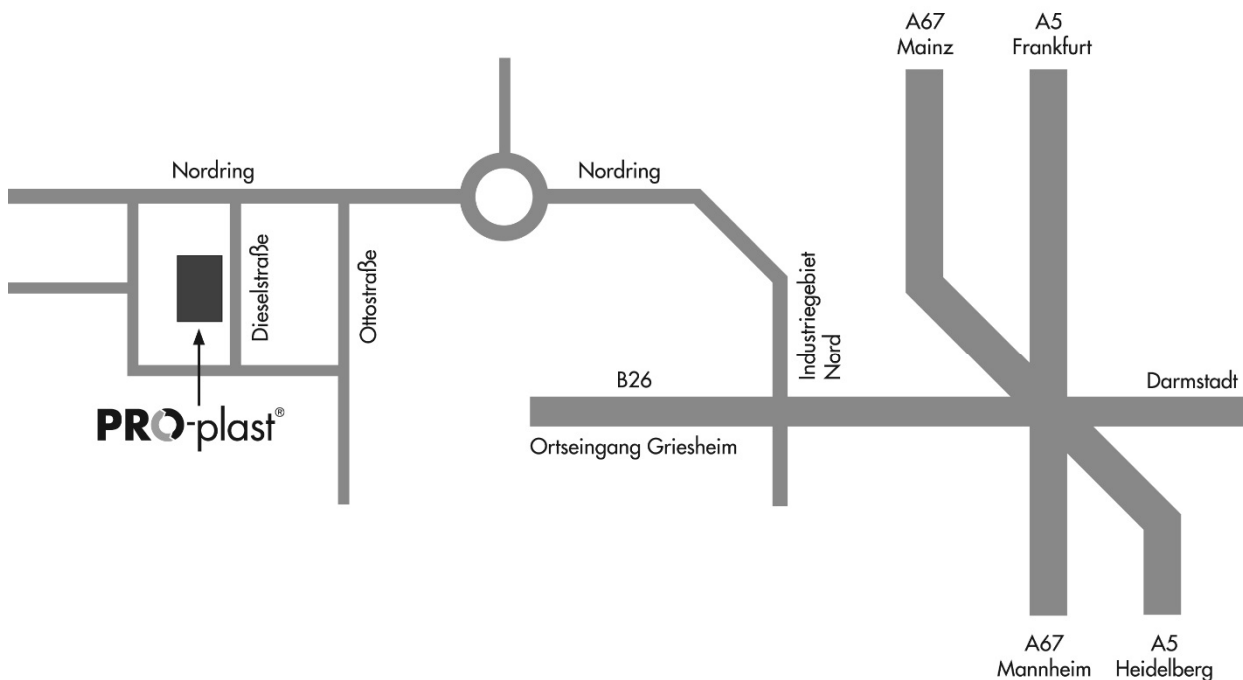 A67
Mainz
A5
Frankfurt
Nordring
Nordring
Dieselstraße
Ottostraße
Industriegebiet
Nord
B26
Darmstadt
PRO-plast®
Ortseingang Griesheim
A67
Mannheim
A5
Heidelberg